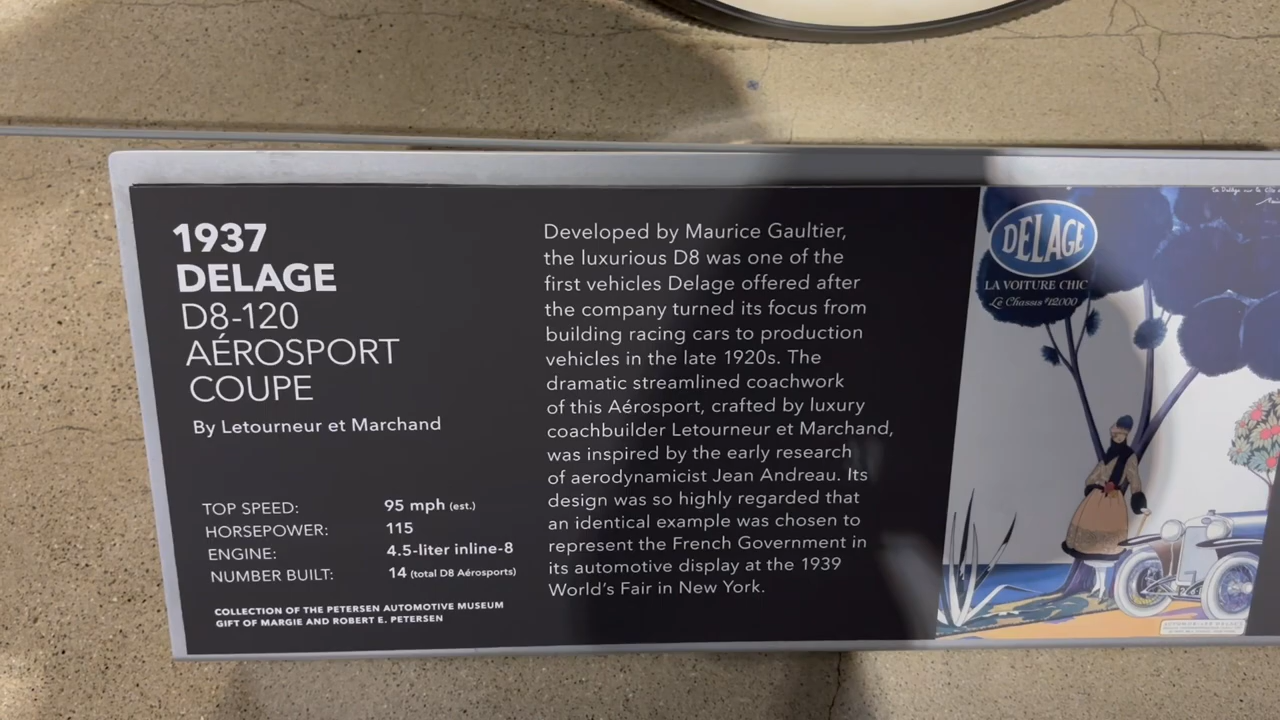 1937
DELAGE
D8-120
AÉROSPORT
COUPE
By Letourneur et Marchand
TOP SPEED: 95 mph (est.)
HORSEPOWER: 115
ENGINE: 4.5-liter inline-8
NUMBER BUILT: 14 (total D8 Aérosports)
COLLECTION OF THE PETERSEN AUTOMOTIVE MUSEUM
GIFT OF MARGIE AND ROBERT E. PETERSEN
Developed by Maurice Gaultier,
the luxurious D8 was one of the
first vehicles Delage offered after
the company turned its focus from
building racing cars to production
vehicles in the late 1920s. The
dramatic streamlined coachwork
of this Aérosport, crafted by luxury
coachbuilder Letourneur et Marchand,
was inspired by the early research
of aerodynamicist Jean Andreau. Its
design was so highly regarded that
an identical example was chosen to
represent the French Government in
its automotive display at the 1939
World's Fair in New York.
DELAGE
LA VOITURE CHIC
Le Chassis